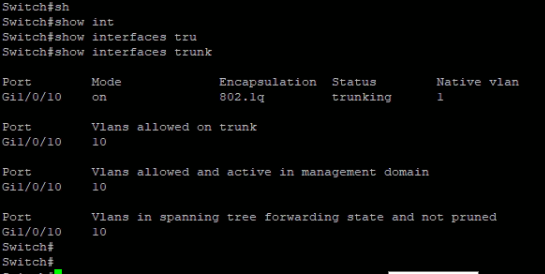 Switch#sh
Switch#show int
Switch#show interfaces tru
Switch#show interfaces trunk
Port Mode Encapsulation Status Native vlan
Gi1/0/10 on 802.1q trunking 1
Port Vlans allowed on trunk
Gi1/0/10 10
Port Vlans allowed and active in management domain
Gi1/0/10 10
Port Vlans in spanning tree forwarding state and not pruned
Gi1/0/10 10
Switch#
Switch#